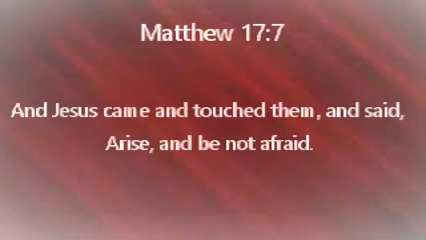 Matthew 17:7
And Jesus came and touched them, and said,
Arise, and be not afraid.